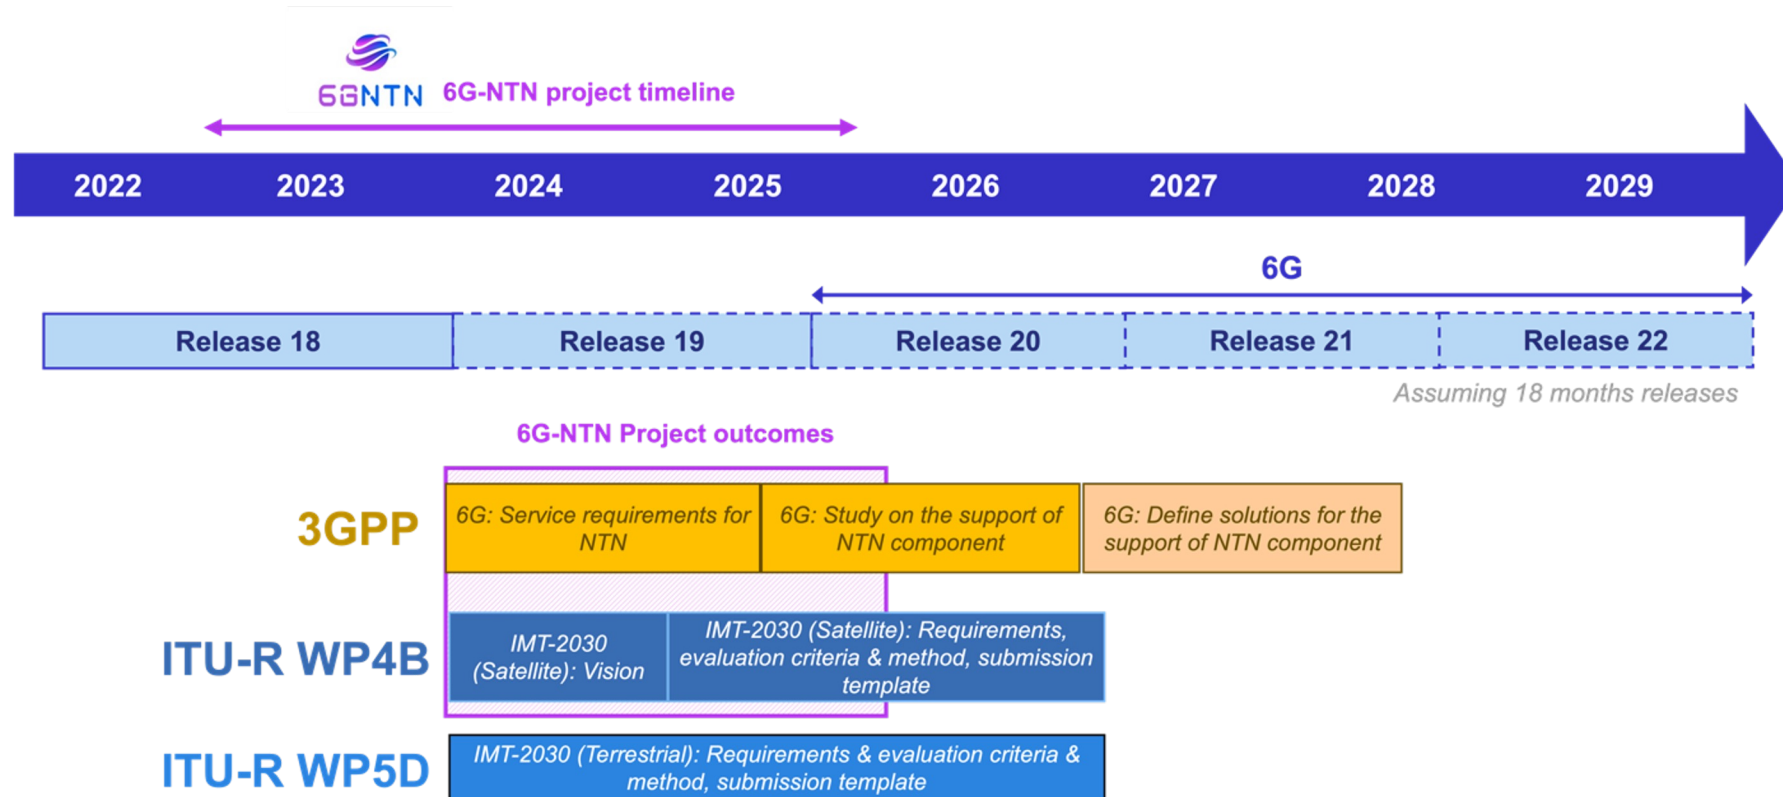 6GNTN
6G-NTN project timeline
2022 2023 2024 2025 2026 2027 2028 2029
6G
Release 18 Release 19 Release 20 Release 21 Release 22
Assuming 18 months releases
6G-NTN Project outcomes
3GPP
6G: Service requirements for
NTN
6G: Study on the support of
NTN component
6G: Define solutions for the
support of NTN component
ITU-R WP4B
IMT-2030
(Satellite): Vision
IMT-2030 (Satellite): Requirements,
evaluation criteria & method, submission
template
ITU-R WP5D
IMT-2030 (Terrestrial): Requirements & evaluation criteria &
method, submission template